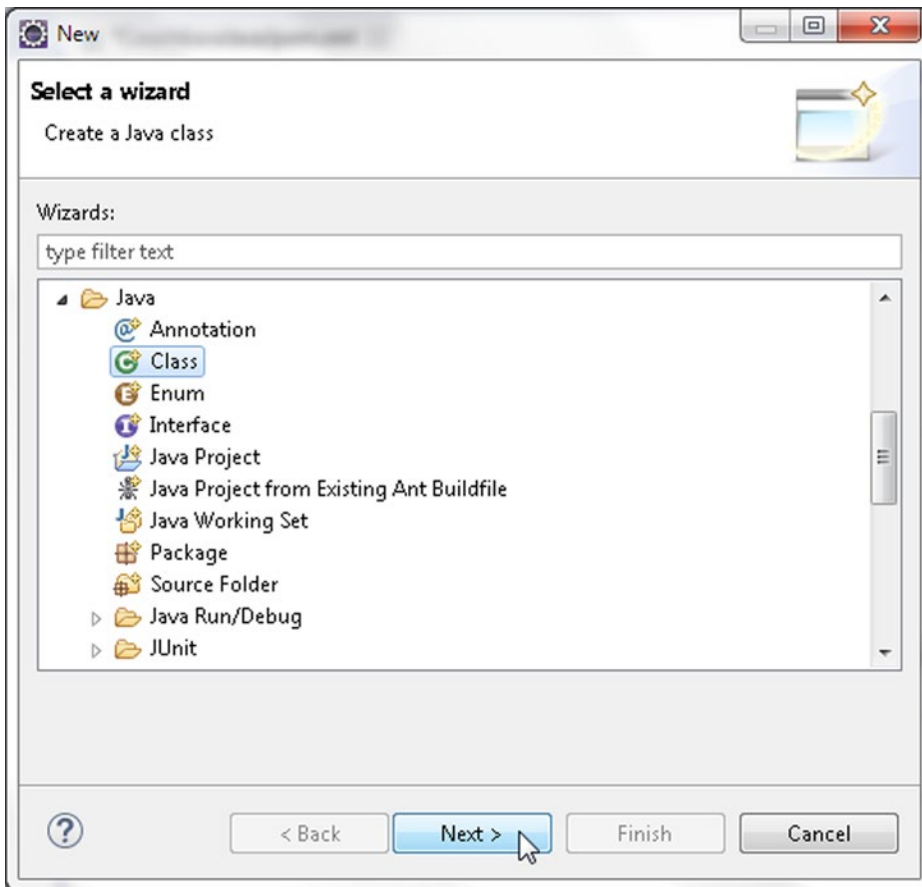 New
Select a wizard
Create a Java class
Wizards:
type filter text
Java
Annotation
Class
Enum
Interface
Java Project
Java Project from Existing Ant Buildfile
Java Working Set
Package
Source Folder
Java Run/Debug
JUnit
< Back
Next >
Finish
Cancel